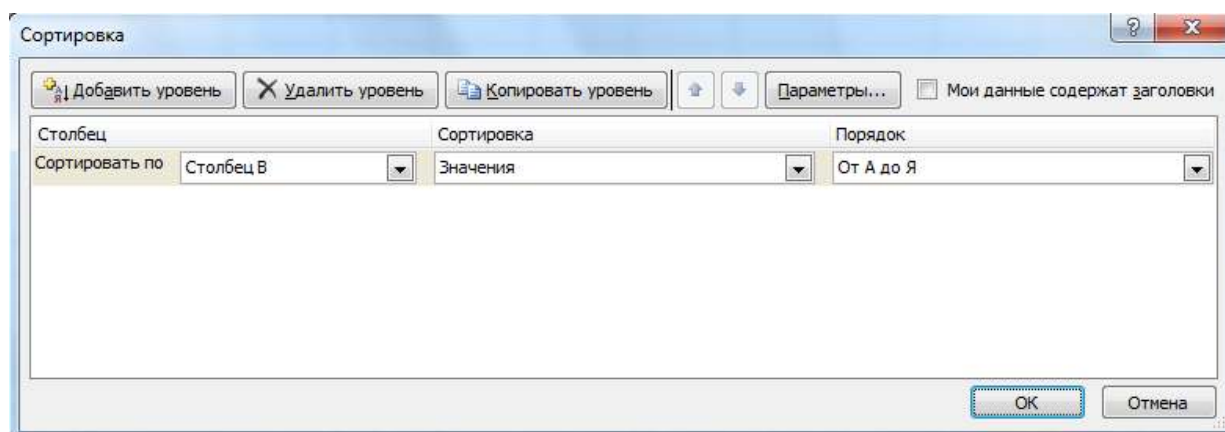 Сортировка
Добавить уровень Удалить уровень Копировать уровень Параметры... Мои данные содержат заголовки
Столбец Сортировка Порядок
Сортировать по Столбец B Значения От А до Я
ОК Отмена